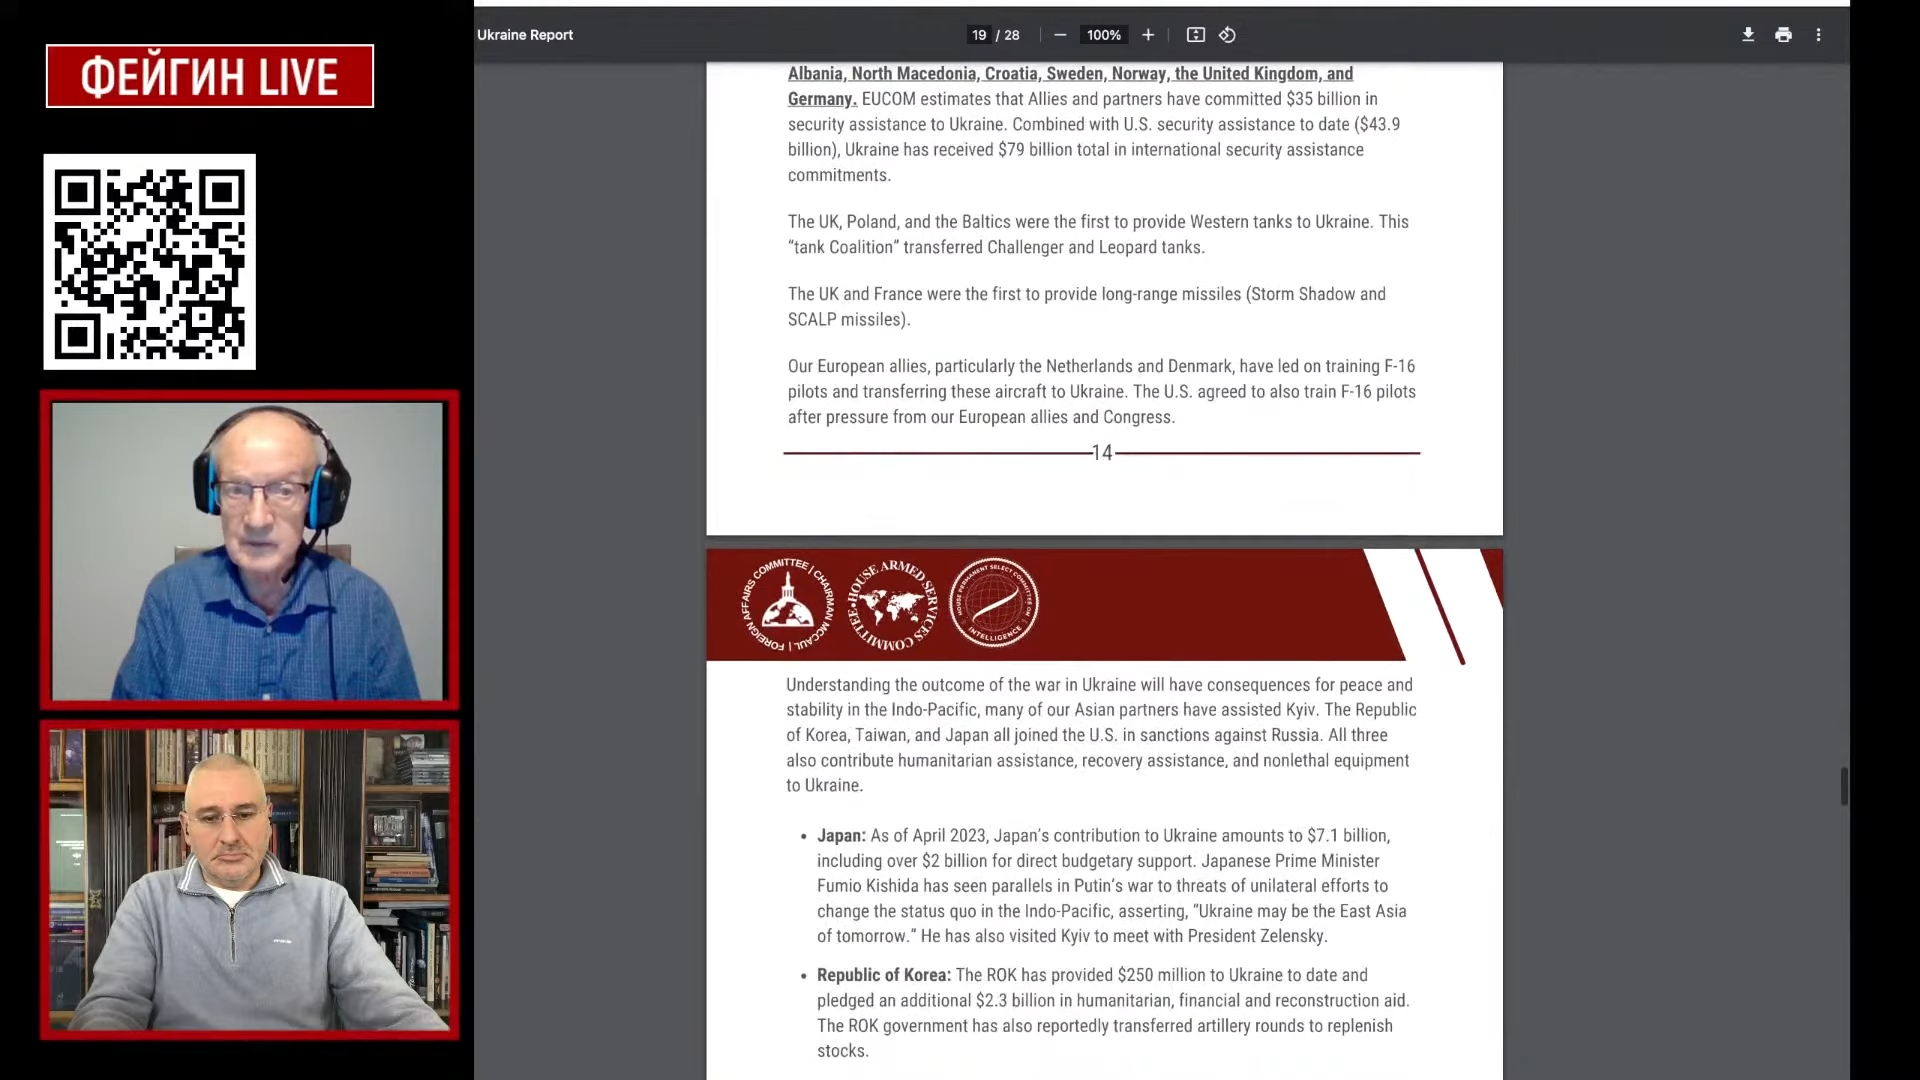 ФЕЙГИН LIVE
Ukraine Report
19 / 28
100%
Albania, North Macedonia, Croatia, Sweden, Norway, the United Kingdom, and
Germany. EUCOM estimates that Allies and partners have committed $35 billion in
security assistance to Ukraine. Combined with U.S. security assistance to date ($43.9
billion), Ukraine has received $79 billion total in international security assistance
commitments.
The UK, Poland, and the Baltics were the first to provide Western tanks to Ukraine. This
“tank Coalition” transferred Challenger and Leopard tanks.
The UK and France were the first to provide long-range missiles (Storm Shadow and
SCALP missiles).
Our European allies, particularly the Netherlands and Denmark, have led on training F-16
pilots and transferring these aircraft to Ukraine. The U.S. agreed to also train F-16 pilots
after pressure from our European allies and Congress.
14
FOREIGN AFFAIRS COMMITTEE | CHAIRMAN MCCAUL |
HOUSE ARMED SERVICES COMMITTEE
HOUSE PERMANENT SELECT COMMITTEE ON
INTELLIGENCE
Understanding the outcome of the war in Ukraine will have consequences for peace and
stability in the Indo-Pacific, many of our Asian partners have assisted Kyiv. The Republic
of Korea, Taiwan, and Japan all joined the U.S. in sanctions against Russia. All three
also contribute humanitarian assistance, recovery assistance, and nonlethal equipment
to Ukraine.
• Japan: As of April 2023, Japan’s contribution to Ukraine amounts to $7.1 billion,
including over $2 billion for direct budgetary support. Japanese Prime Minister
Fumio Kishida has seen parallels in Putin’s war to threats of unilateral efforts to
change the status quo in the Indo-Pacific, asserting, “Ukraine may be the East Asia
of tomorrow.“ He has also visited Kyiv to meet with President Zelensky.
• Republic of Korea: The ROK has provided $250 million to Ukraine to date and
pledged an additional $2.3 billion in humanitarian, financial and reconstruction aid.
The ROK government has also reportedly transferred artillery rounds to replenish
stocks.